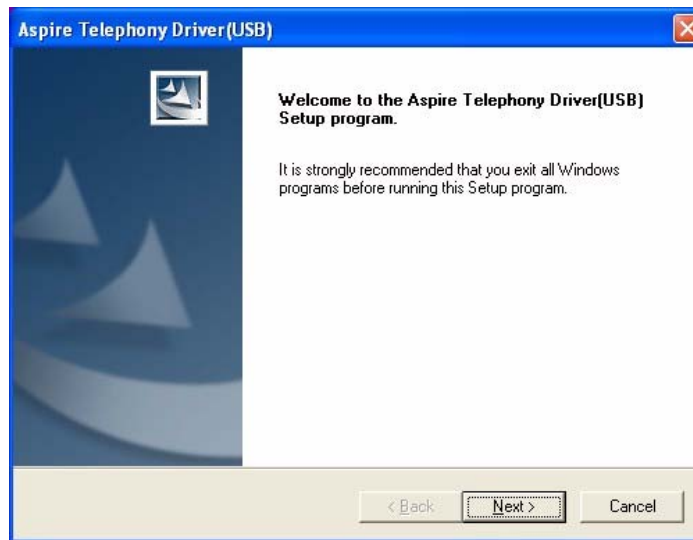 Aspire Telephony Driver(USB)
Welcome to the Aspire Telephony Driver(USB)
Setup program.
It is strongly recommended that you exit all Windows
programs before running this Setup program.
< Back
Next >
Cancel